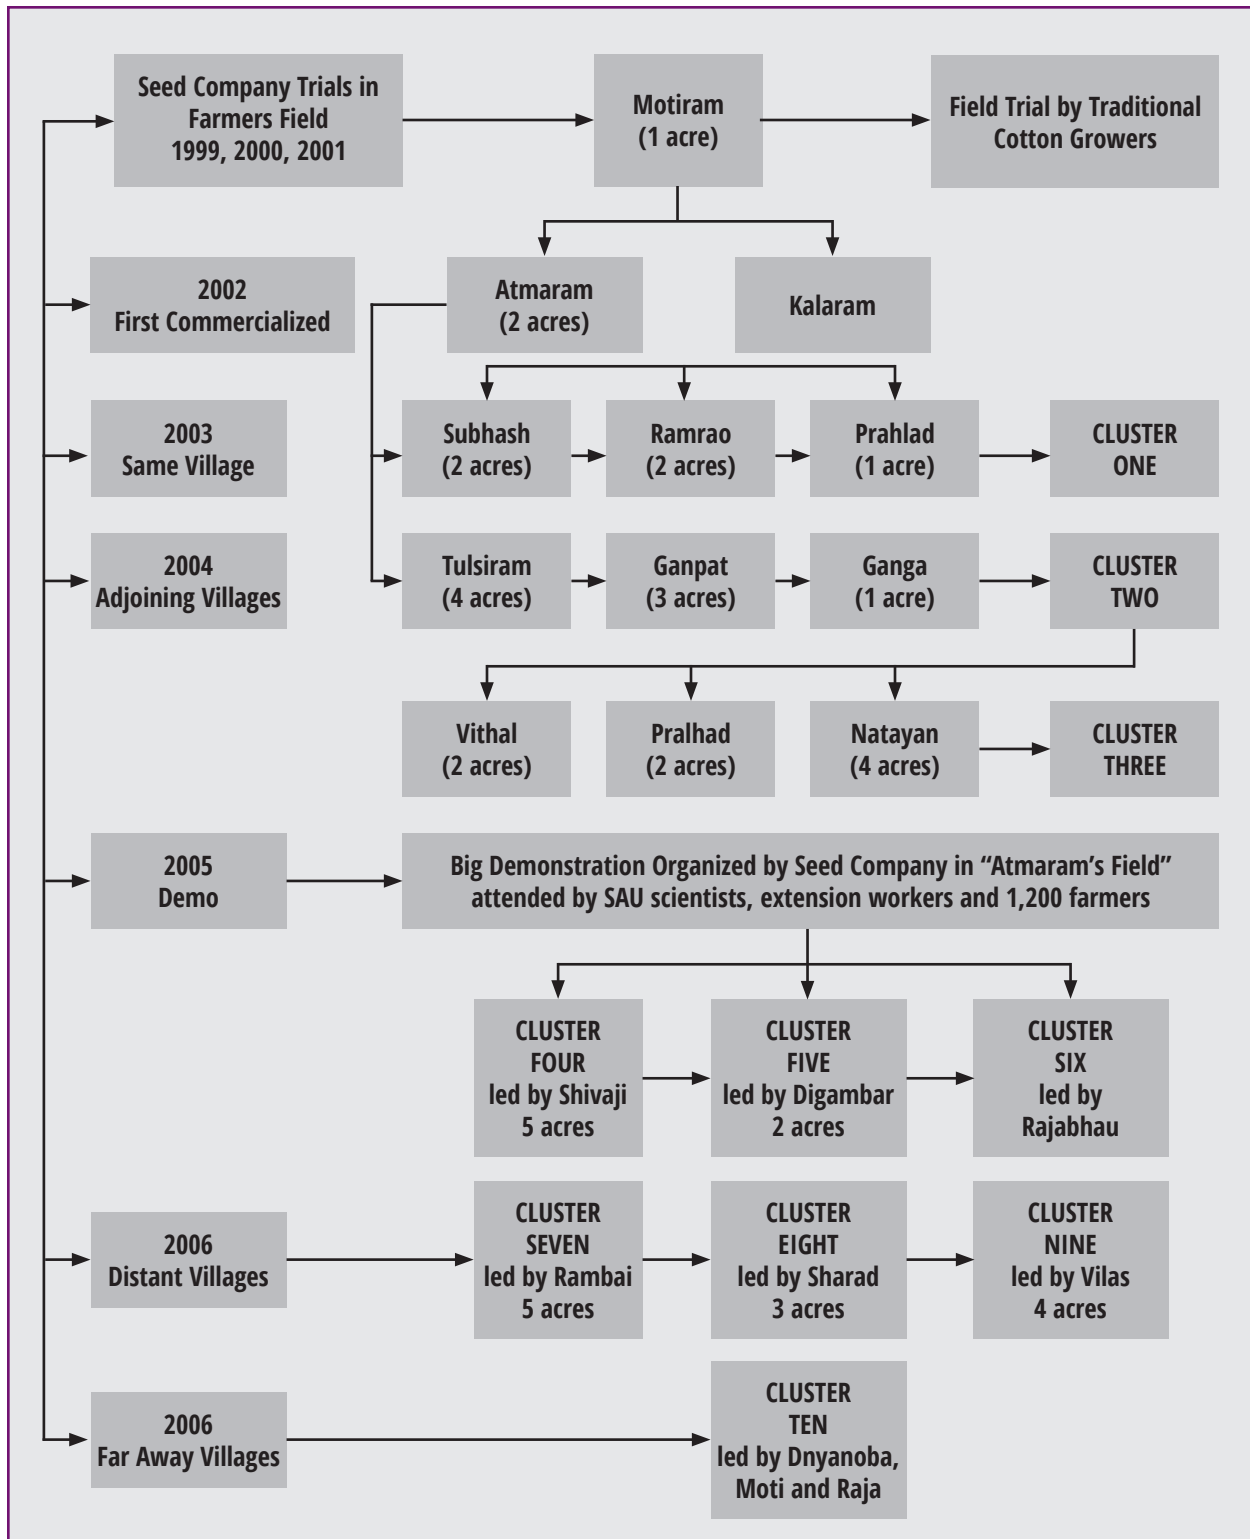 Seed Company Trials in
Farmers Field
1999, 2000, 2001
Motiram
(1 acre)
Field Trial by Traditional
Cotton Growers
2002
First Commercialized
Atmaram
(2 acres)
Kalaram
2003
Same Village
Subhash
(2 acres)
Ramrao
(2 acres)
Prahlad
(1 acre)
CLUSTER
ONE
2004
Adjoining Villages
Tulsiram
(4 acres)
Ganpat
(3 acres)
Ganga
(1 acre)
CLUSTER
TWO
Vithal
(2 acres)
Pralhad
(2 acres)
Natayan
(4 acres)
CLUSTER
THREE
2005
Demo
Big Demonstration Organized by Seed Company in “Atmaram’s Field”
attended by SAU scientists, extension workers and 1,200 farmers
CLUSTER
FOUR
led by Shivaji
5 acres
CLUSTER
FIVE
led by Digambar
2 acres
CLUSTER
SIX
led by
Rajabhau
2006
Distant Villages
CLUSTER
SEVEN
led by Rambai
5 acres
CLUSTER
EIGHT
led by Sharad
3 acres
CLUSTER
NINE
led by Vilas
4 acres
2006
Far Away Villages
CLUSTER
TEN
led by Dnyanoba,
Moti and Raja